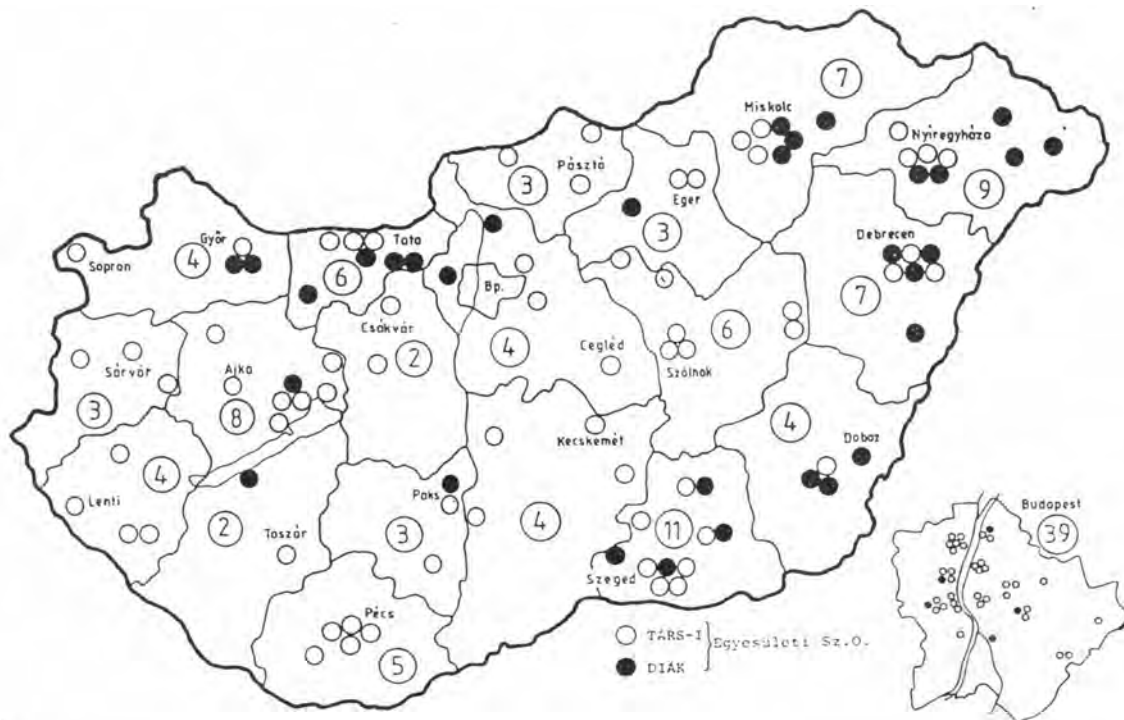 7
Miskolc
Nyíregyháza
9
Pásztó
3
Eger
3
Győr
4
Sopron
Tata
6
Debrecen
7
Bp.
Csákvár
2
4
Cegléd
6
Szolnok
Sárvár
3
Ajka
8
Kecskemét
4
Doboz
4
Lenti
2
Taszár
Paks
3
4
11
Szeged
Budapest
39
Pécs
5
TÁRS-I
DIÁK
Egyesületi Sz.O.